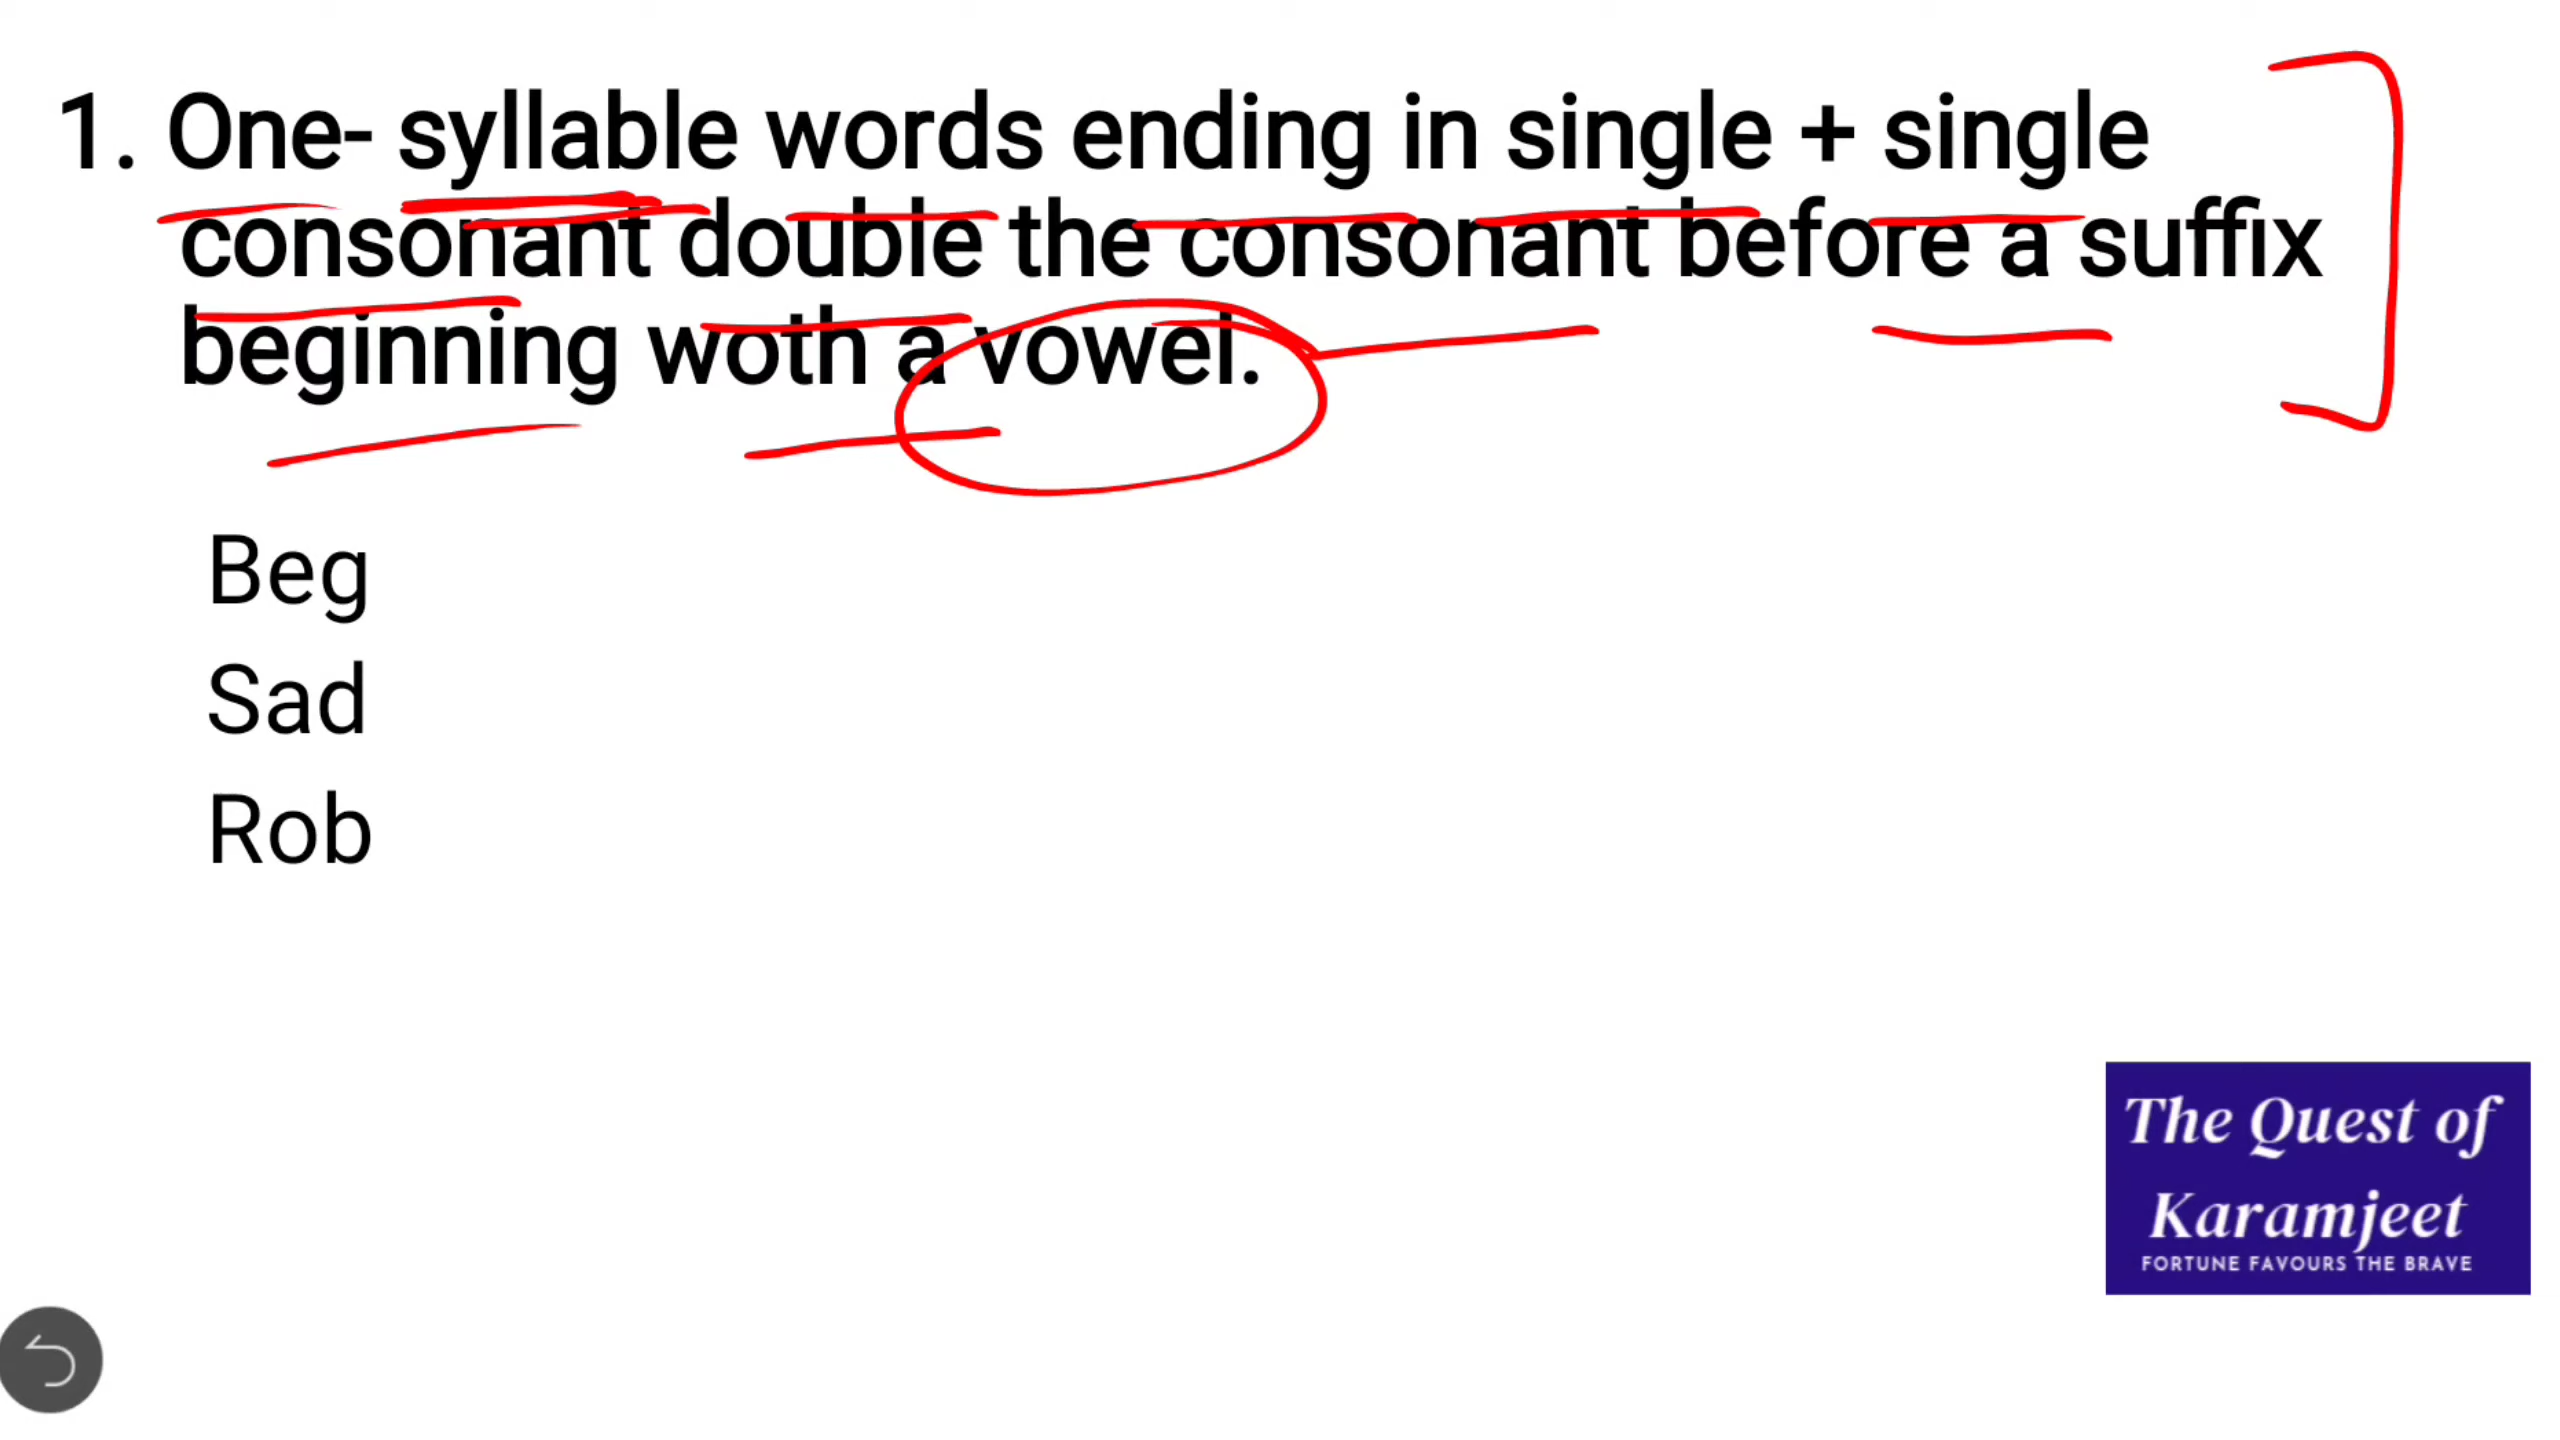 1. One- syllable words ending in single + single
consonant double the consonant before a suffix
beginning woth a vowel.
Beg
Sad
Rob
The Quest of
Karamjeet
FORTUNE FAVOURS THE BRAVE